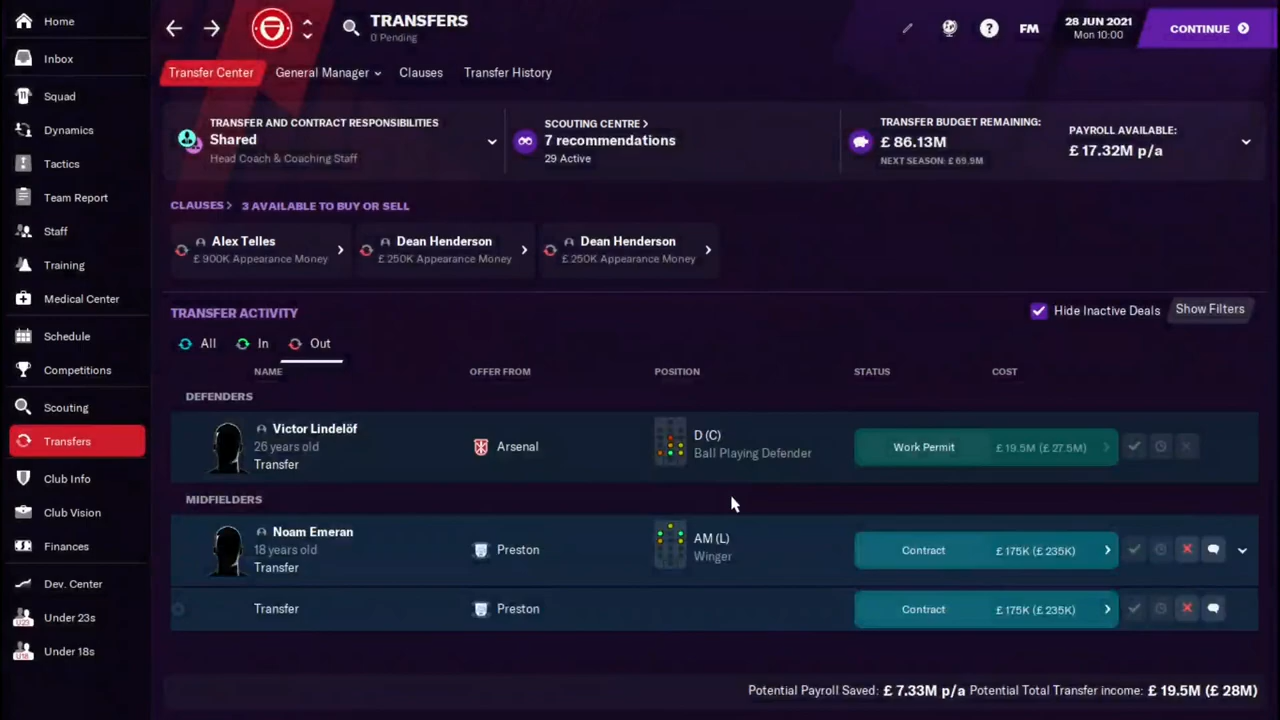 Home
Inbox
Squad
Dynamics
Tactics
Team Report
Staff
Training
Medical Center
Schedule
Competitions
Scouting
Transfers
Club Info
Club Vision
Finances
Dev. Center
Under 23s
Under 18s
TRANSFERS
0 Pending
FM
28 JUN 2021
Mon 10:00
CONTINUE
Transfer Center
General Manager
Clauses
Transfer History
TRANSFER AND CONTRACT RESPONSIBILITIES
Shared
Head Coach & Coaching Staff
SCOUTING CENTRE >
7 recommendations
29 Active
TRANSFER BUDGET REMAINING:
£ 86.13M
NEXT SEASON: £ 69.9M
PAYROLL AVAILABLE:
£ 17.32M p/a
CLAUSES > 3 AVAILABLE TO BUY OR SELL
Alex Telles
£ 900K Appearance Money
Dean Henderson
£ 250K Appearance Money
Dean Henderson
£ 250K Appearance Money
TRANSFER ACTIVITY
Hide Inactive Deals
Show Filters
All In Out
NAME OFFER FROM POSITION STATUS COST
DEFENDERS
Victor Lindelöf
26 years old
Transfer
Arsenal
D (C)
Ball Playing Defender
Work Permit £ 19.5M (£ 27.5M)
MIDFIELDERS
Noam Emeran
18 years old
Transfer
Preston
AM (L)
Winger
Contract £ 175K (£ 235K)
Transfer Preston Contract £ 175K (£ 235K)
Potential Payroll Saved: £ 7.33M p/a Potential Total Transfer income: £ 19.5M (£ 28M)